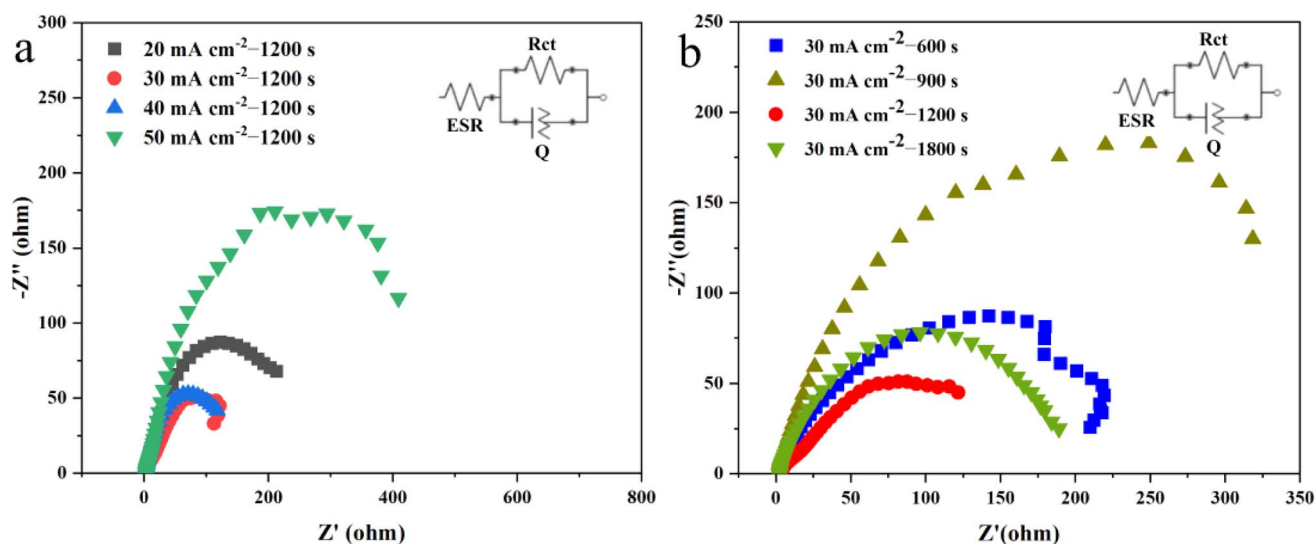 a
20 mA cm⁻²−1200 s
30 mA cm⁻²−1200 s
40 mA cm⁻²−1200 s
50 mA cm⁻²−1200 s
Rct
ESR
Q
300
250
200
150
100
50
0
-Z'' (ohm)
0 200 400 600 800
Z' (ohm)
b
30 mA cm⁻²−600 s
30 mA cm⁻²−900 s
30 mA cm⁻²−1200 s
30 mA cm⁻²−1800 s
Rct
ESR
Q
250
200
150
100
50
0
-Z''(ohm)
0 50 100 150 200 250 300 350
Z'(ohm)